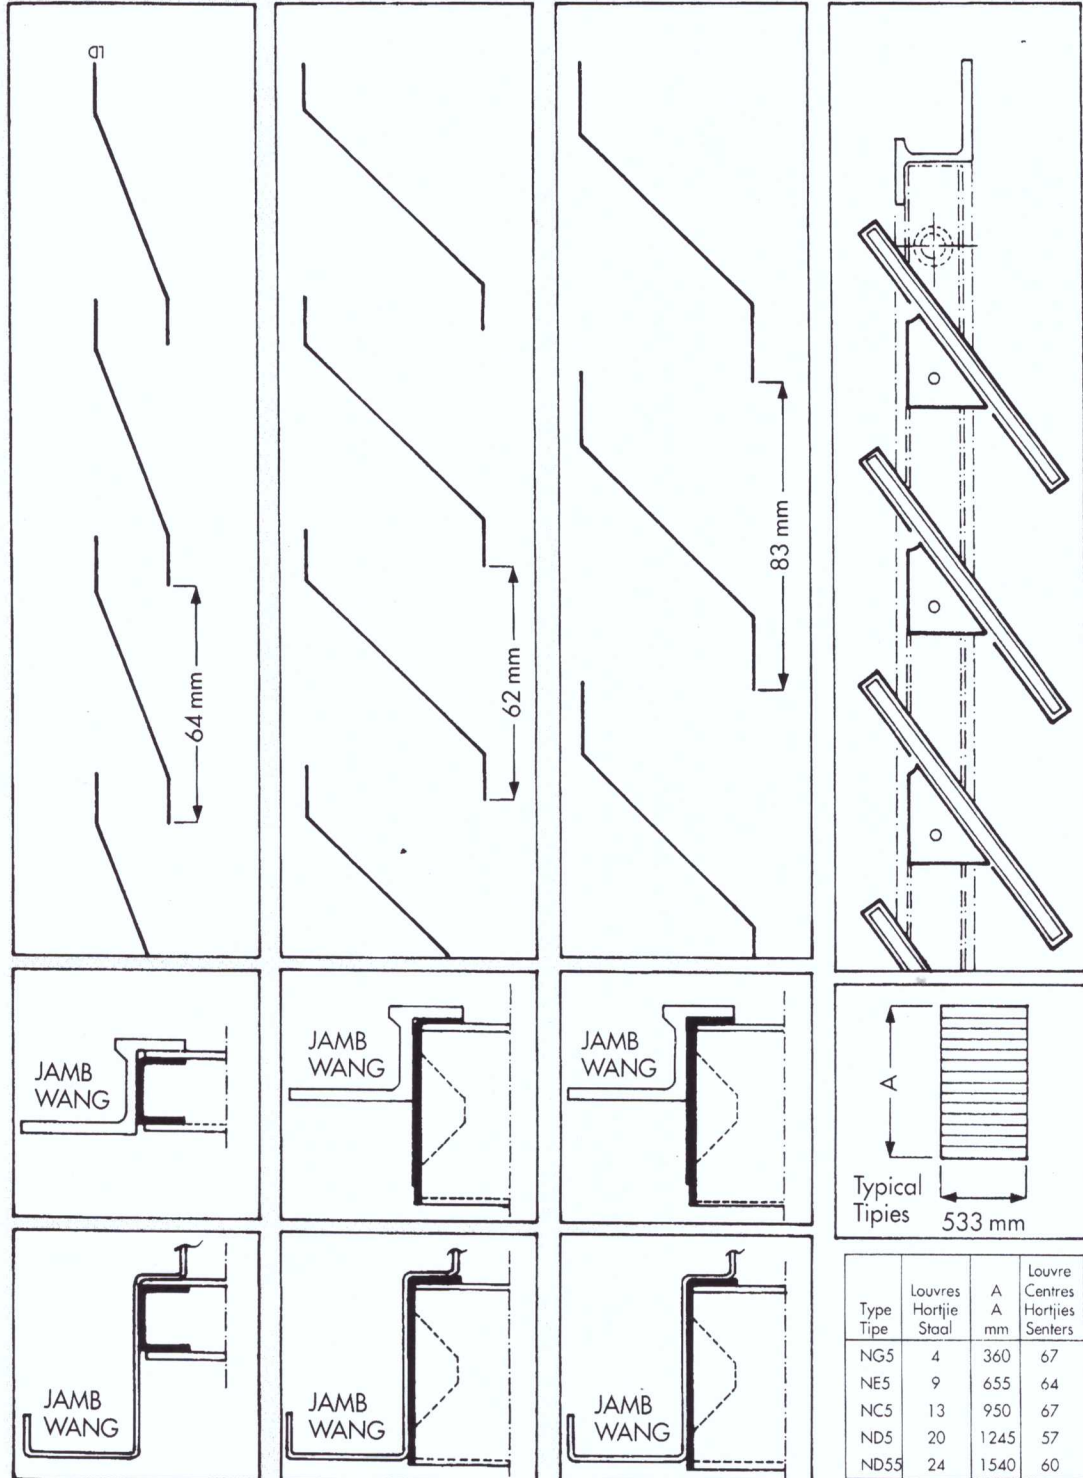 LD
64 mm
62 mm
83 mm
JAMB
WANG
JAMB
WANG
JAMB
WANG
A
Typical
Tipies
533 mm
JAMB
WANG
JAMB
WANG
JAMB
WANG
Type Tipe | Louvres Hortjie Staal | A A mm | Louvre Centres Hortjies Senters
NG5 4 360 67
NE5 9 655 64
NC5 13 950 67
ND5 20 1245 57
ND55 24 1540 60